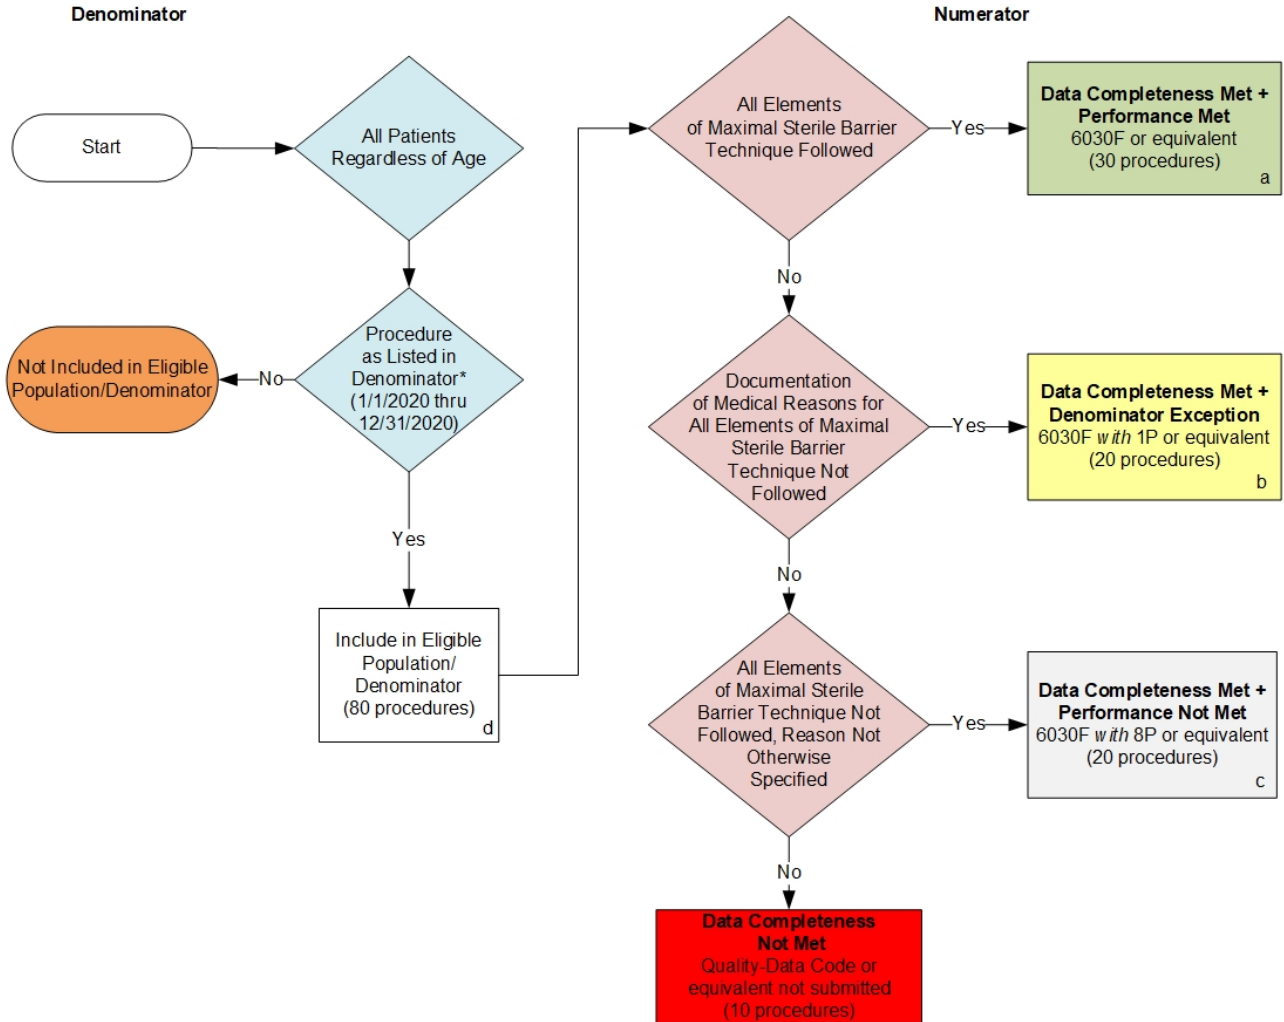 Denominator
Numerator
Start
All Patients
Regardless of Age
Procedure
as Listed in
Denominator*
(1/1/2020 thru
12/31/2020)
No
Not Included in Eligible
Population/Denominator
Yes
Include in Eligible
Population/
Denominator
(80 procedures)
d
All Elements
of Maximal Sterile Barrier
Technique Followed
Yes
Data Completeness Met +
Performance Met
6030F or equivalent
(30 procedures)
a
No
Documentation
of Medical Reasons for
All Elements of Maximal
Sterile Barrier
Technique Not
Followed
Yes
Data Completeness Met +
Denominator Exception
6030F with 1P or equivalent
(20 procedures)
b
No
All Elements
of Maximal Sterile
Barrier Technique Not
Followed, Reason Not
Otherwise
Specified
Yes
Data Completeness Met +
Performance Not Met
6030F with 8P or equivalent
(20 procedures)
c
No
Data Completeness
Not Met
Quality-Data Code or
equivalent not submitted
(10 procedures)